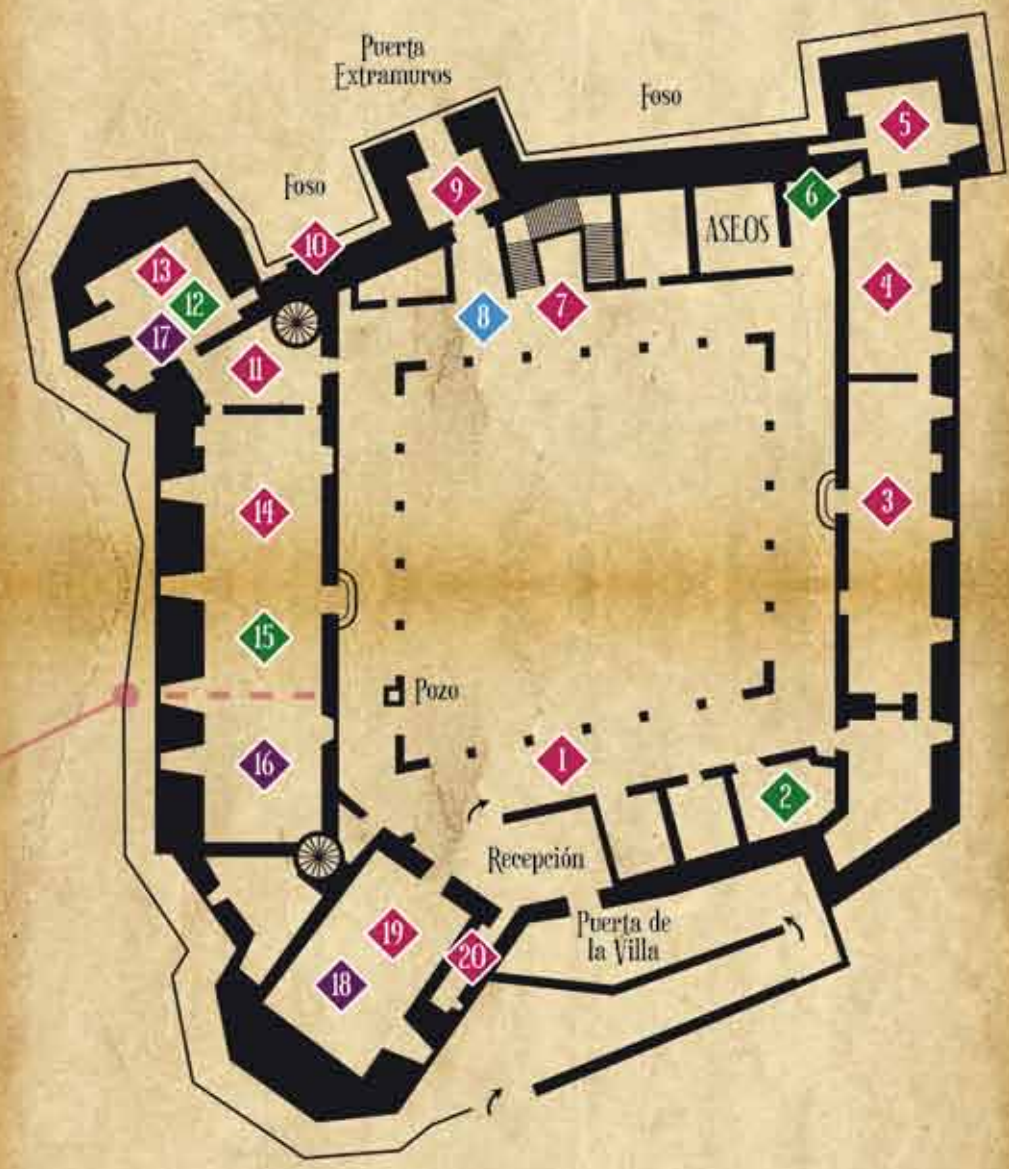 Puerta
Extramuros
Foso
5
Foso
9
6
10
ASEOS
13
4
12
7
8
17
11
3
14
15
Pozo
1
16
2
Recepción
Puerta de
la Villa
19
20
18